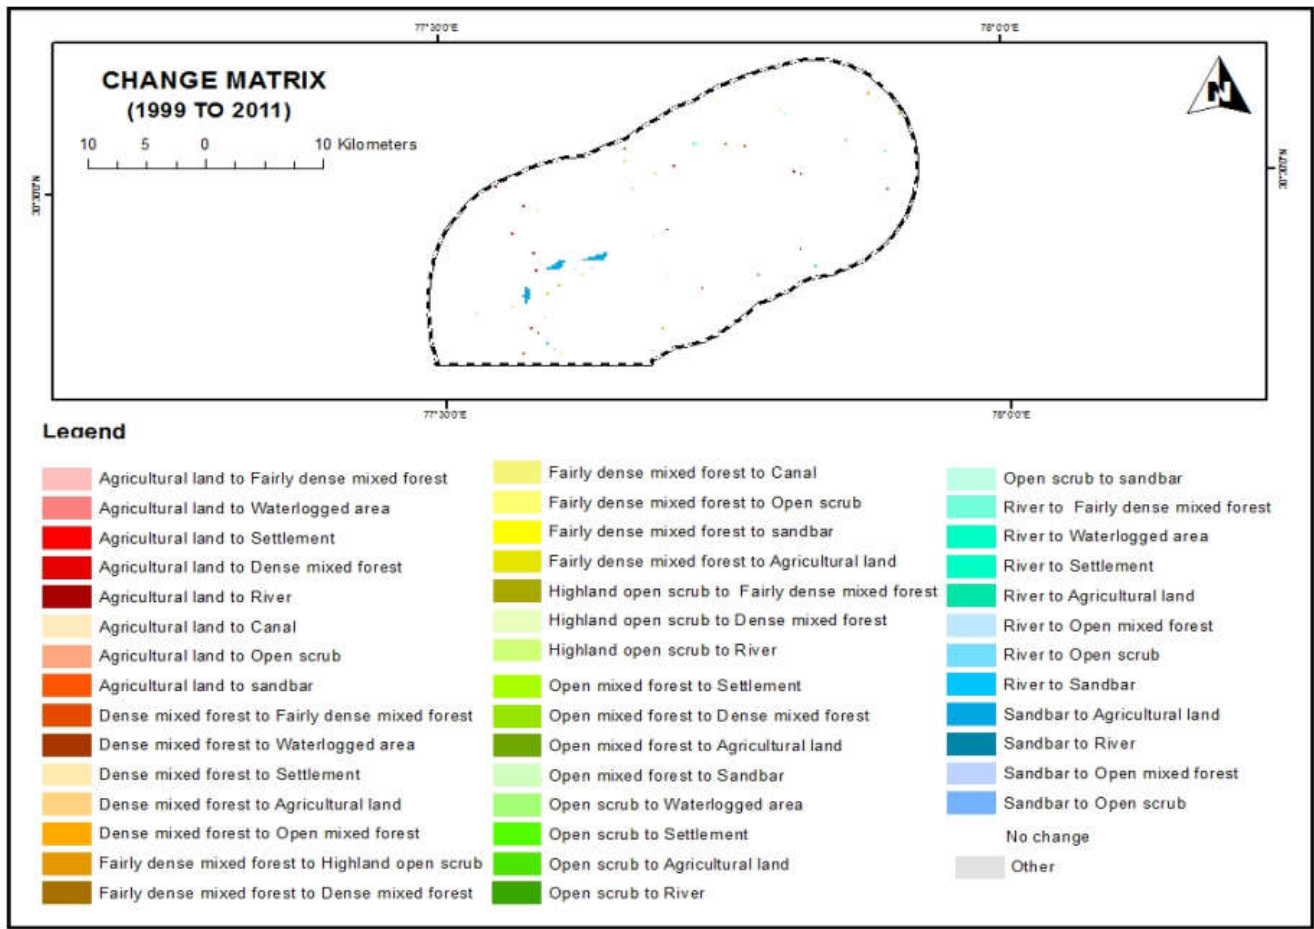 77°30'0"E
78°0'0"E
CHANGE MATRIX
(1999 TO 2011)
10 5 0 10 Kilometers
N
30°30'0"N
30°30'0"N
77°30'0"E
78°0'0"E
Legend
Agricultural land to Fairly dense mixed forest
Agricultural land to Waterlogged area
Agricultural land to Settlement
Agricultural land to Dense mixed forest
Agricultural land to River
Agricultural land to Canal
Agricultural land to Open scrub
Agricultural land to sandbar
Dense mixed forest to Fairly dense mixed forest
Dense mixed forest to Waterlogged area
Dense mixed forest to Settlement
Dense mixed forest to Agricultural land
Dense mixed forest to Open mixed forest
Fairly dense mixed forest to Highland open scrub
Fairly dense mixed forest to Dense mixed forest
Fairly dense mixed forest to Canal
Fairly dense mixed forest to Open scrub
Fairly dense mixed forest to sandbar
Fairly dense mixed forest to Agricultural land
Highland open scrub to Fairly dense mixed forest
Highland open scrub to Dense mixed forest
Highland open scrub to River
Open mixed forest to Settlement
Open mixed forest to Dense mixed forest
Open mixed forest to Agricultural land
Open mixed forest to Sandbar
Open scrub to Waterlogged area
Open scrub to Settlement
Open scrub to Agricultural land
Open scrub to River
Open scrub to sandbar
River to Fairly dense mixed forest
River to Waterlogged area
River to Settlement
River to Agricultural land
River to Open mixed forest
River to Open scrub
River to Sandbar
Sandbar to Agricultural land
Sandbar to River
Sandbar to Open mixed forest
Sandbar to Open scrub
No change
Other